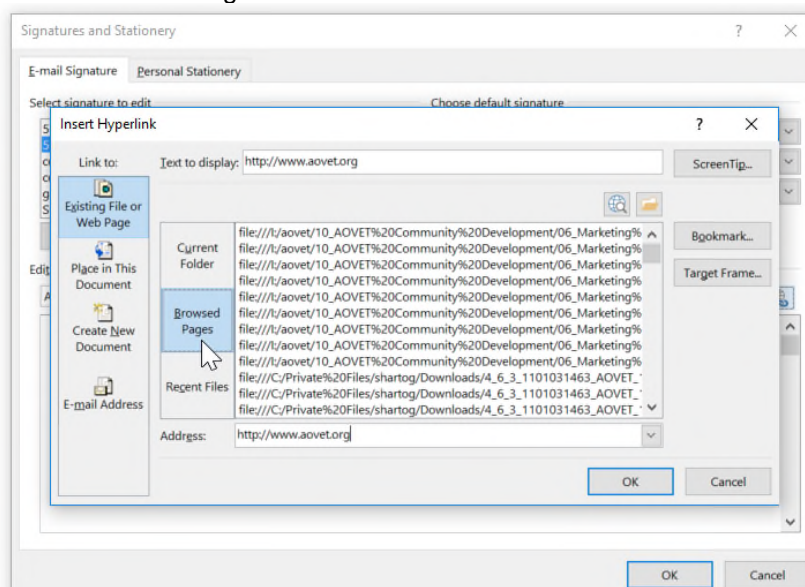 Signatures and Stationery
E-mail Signature Personal Stationery
Select signature to edit Choose default signature
Insert Hyperlink
Link to:
Text to display: http://www.aovet.org
ScreenTip...
Existing File or
Web Page
Place in This
Document
Create New
Document
E-mail Address
Current
Folder
Browsed
Pages
Recent Files
file:///I:/aovet/10_AOVET%20Community%20Development/06_Marketing%
file:///I:/aovet/10_AOVET%20Community%20Development/06_Marketing%
file:///I:/aovet/10_AOVET%20Community%20Development/06_Marketing%
file:///I:/aovet/10_AOVET%20Community%20Development/06_Marketing%
file:///I:/aovet/10_AOVET%20Community%20Development/06_Marketing%
file:///I:/aovet/10_AOVET%20Community%20Development/06_Marketing%
file:///I:/aovet/10_AOVET%20Community%20Development/06_Marketing%
file:///I:/aovet/10_AOVET%20Community%20Development/06_Marketing%
file:///I:/aovet/10_AOVET%20Community%20Development/06_Marketing%
file:///C:/Private%20Files/shartog/Downloads/4_6_3_1101031463_AOVET_
file:///C:/Private%20Files/shartog/Downloads/4_6_3_1101031463_AOVET_
file:///C:/Private%20Files/shartog/Downloads/4_6_3_1101031463_AOVET_
Bookmark...
Target Frame...
Address: http://www.aovet.org
OK Cancel
OK Cancel